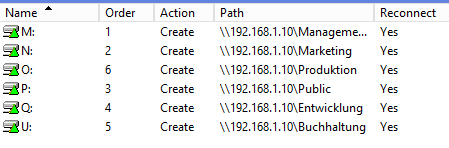 Name Order Action Path Reconnect
M: 1 Create \\192.168.1.10\Manageme... Yes
N: 2 Create \\192.168.1.10\Marketing Yes
O: 6 Create \\192.168.1.10\Produktion Yes
P: 3 Create \\192.168.1.10\Public Yes
Q: 4 Create \\192.168.1.10\Entwicklung Yes
U: 5 Create \\192.168.1.10\Buchhaltung Yes